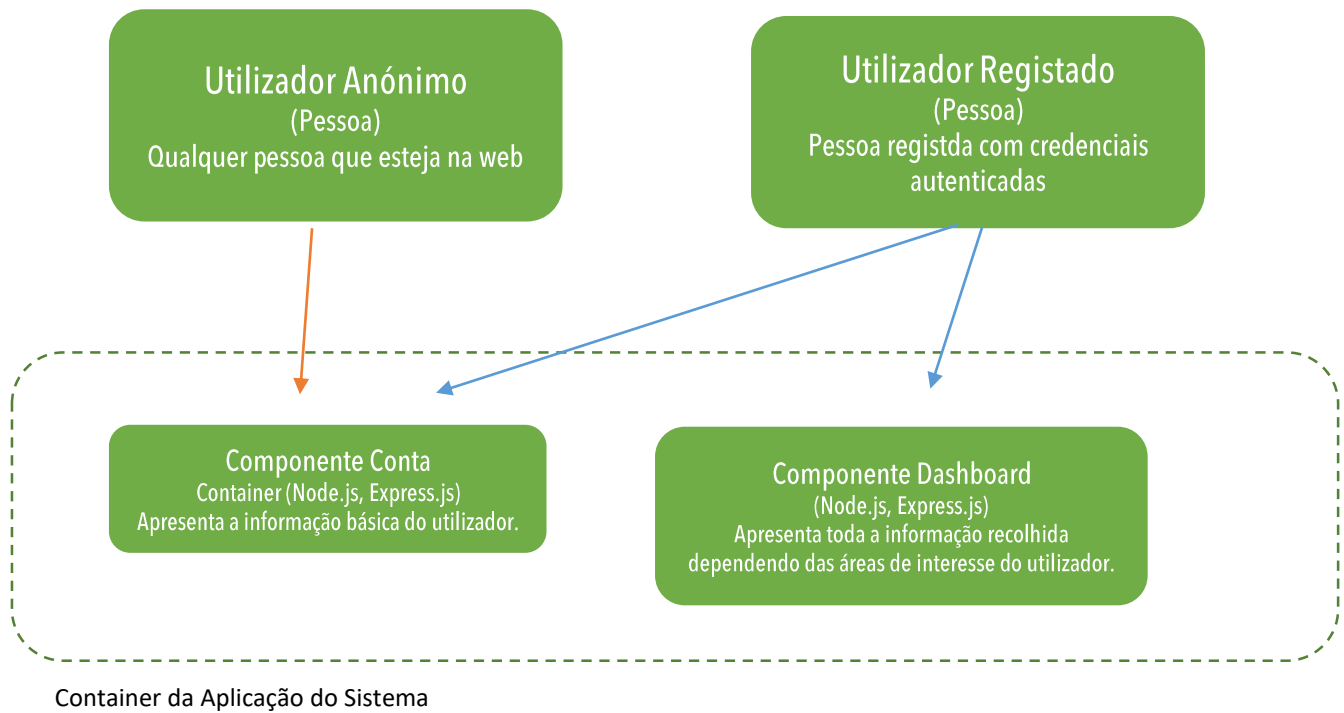 Utilizador Anónimo
(Pessoa)
Qualquer pessoa que esteja na web
Utilizador Registado
(Pessoa)
Pessoa registda com credenciais
autenticadas
Componente Conta
Container (Node.js, Express.js)
Apresenta a informação básica do utilizador.
Componente Dashboard
(Node.js, Express.js)
Apresenta toda a informação recolhida
dependendo das áreas de interesse do utilizador.
Container da Aplicação do Sistema